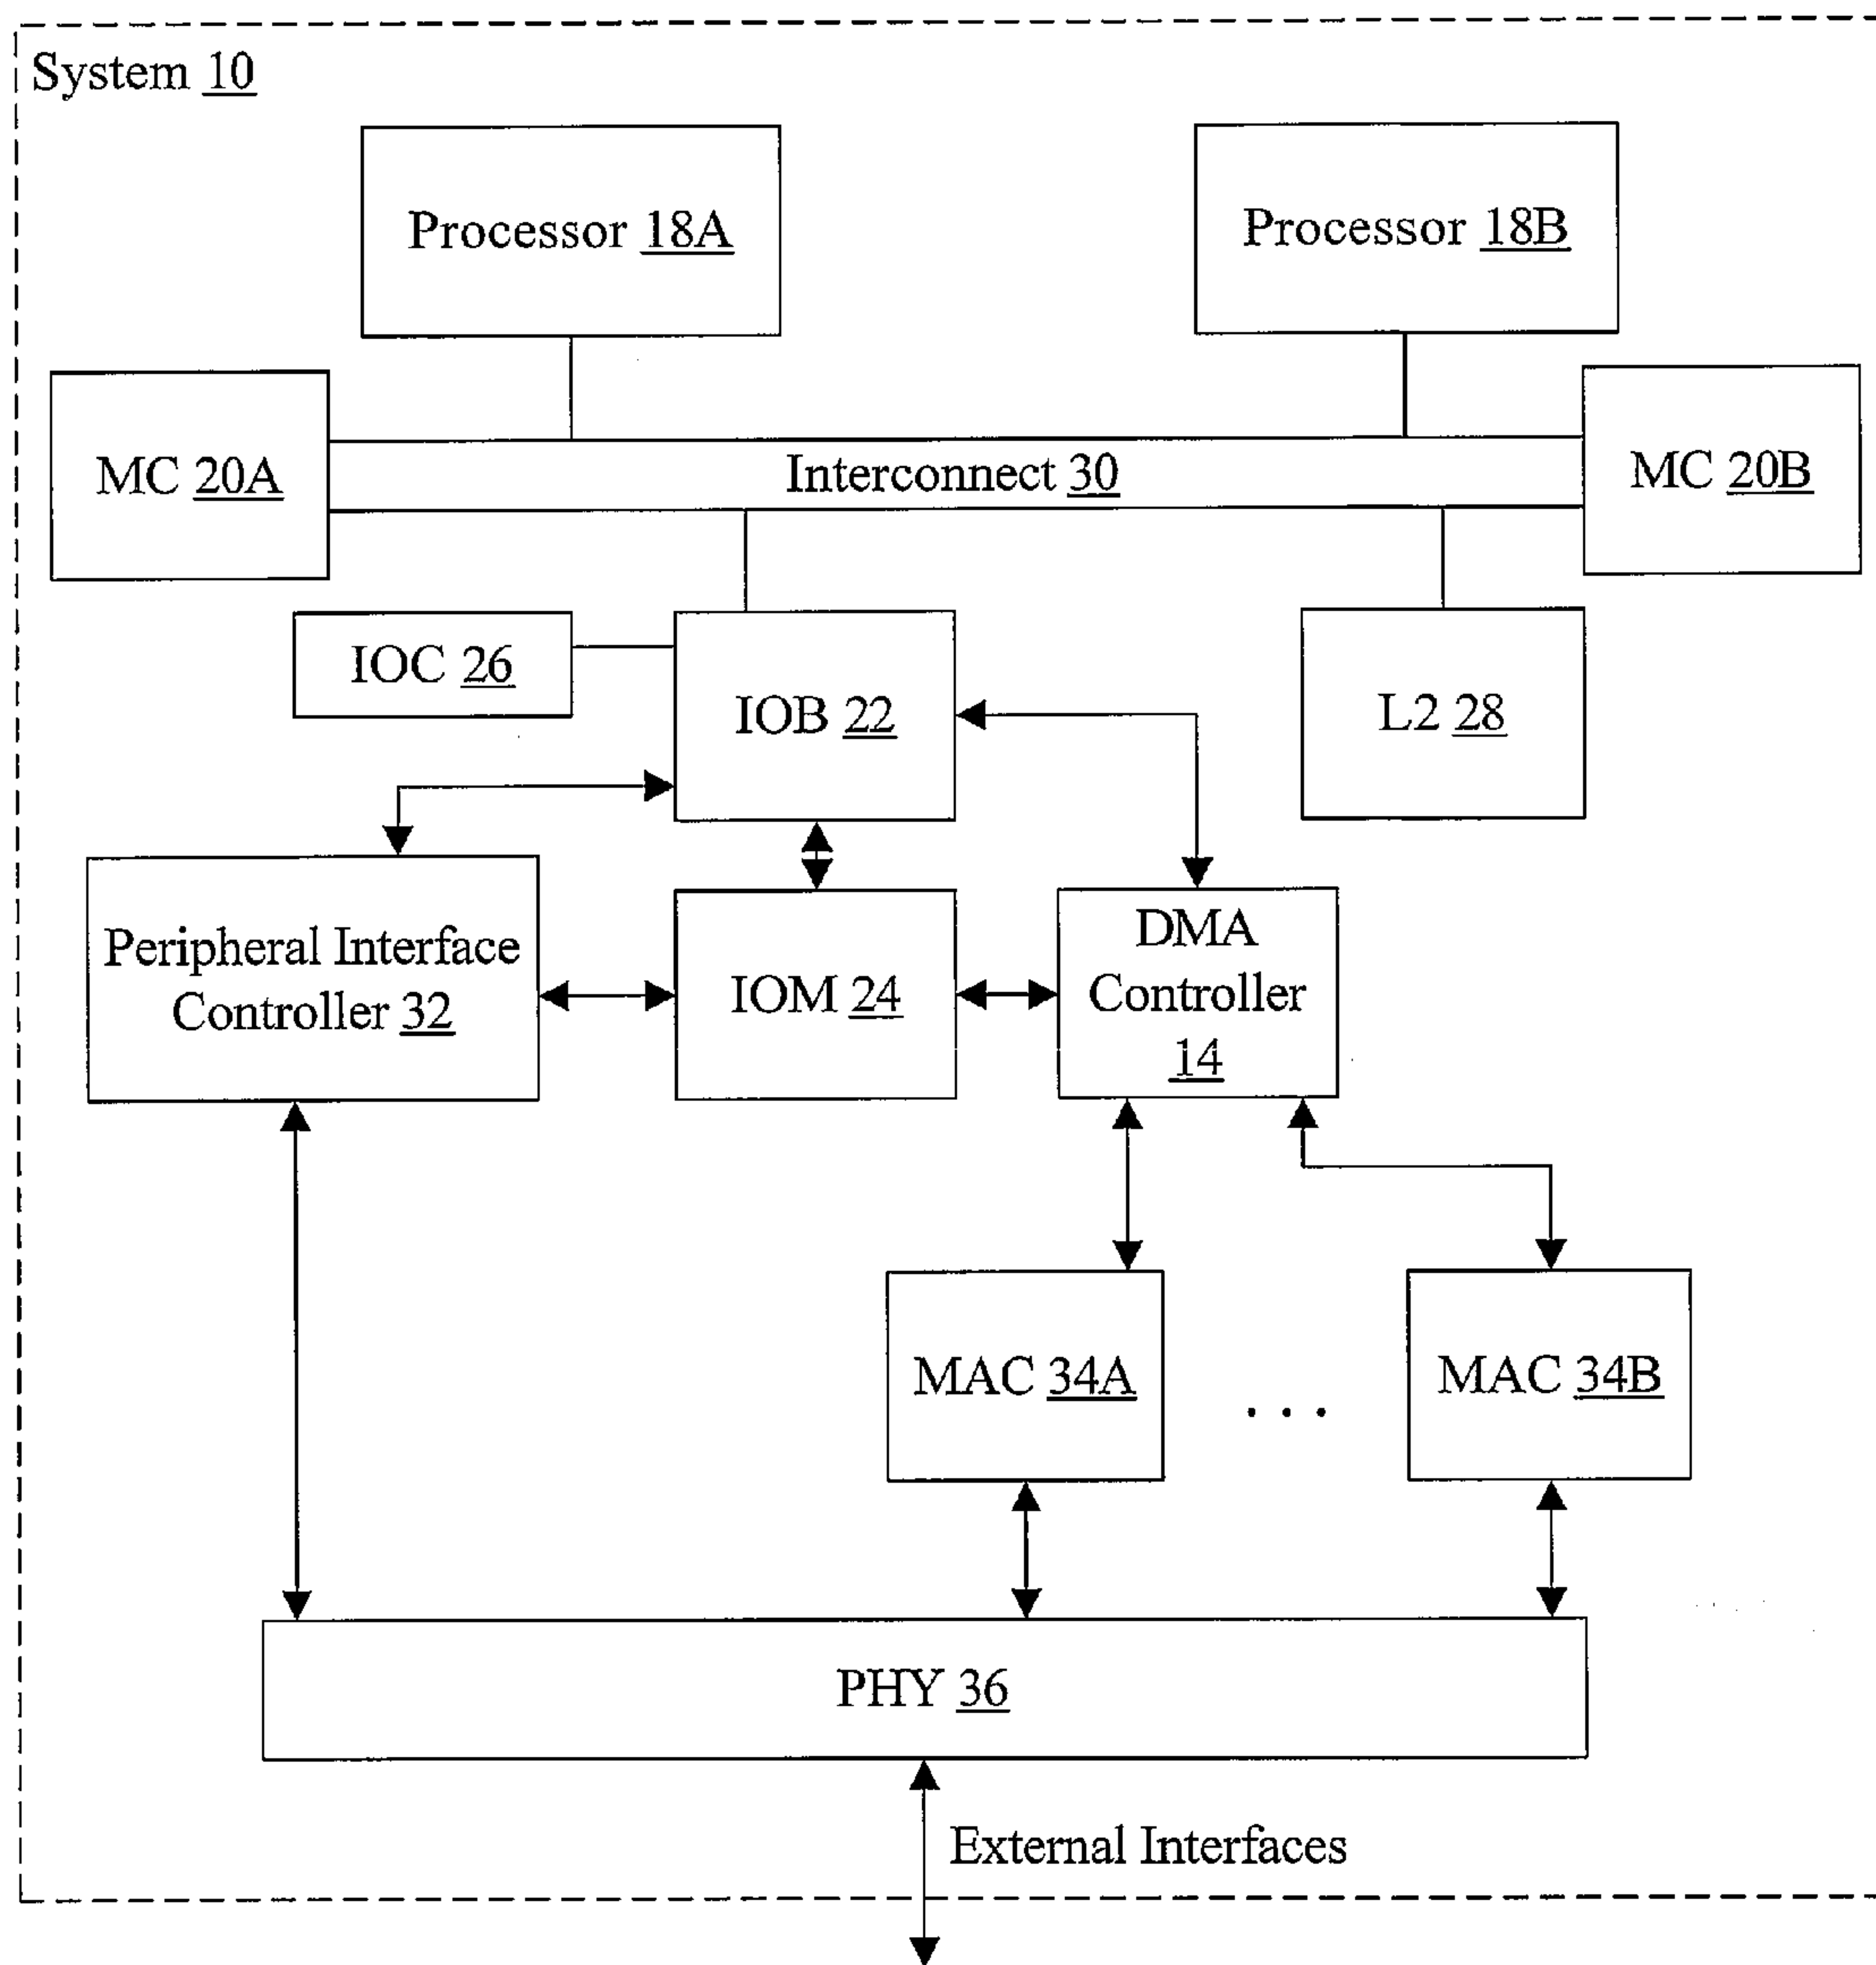 System 10
Processor 18A
Processor 18B
MC 20A
Interconnect 30
MC 20B
IOC 26
IOB 22
L2 28
Peripheral Interface
Controller 32
IOM 24
DMA
Controller
14
MAC 34A
. . .
MAC 34B
PHY 36
External Interfaces